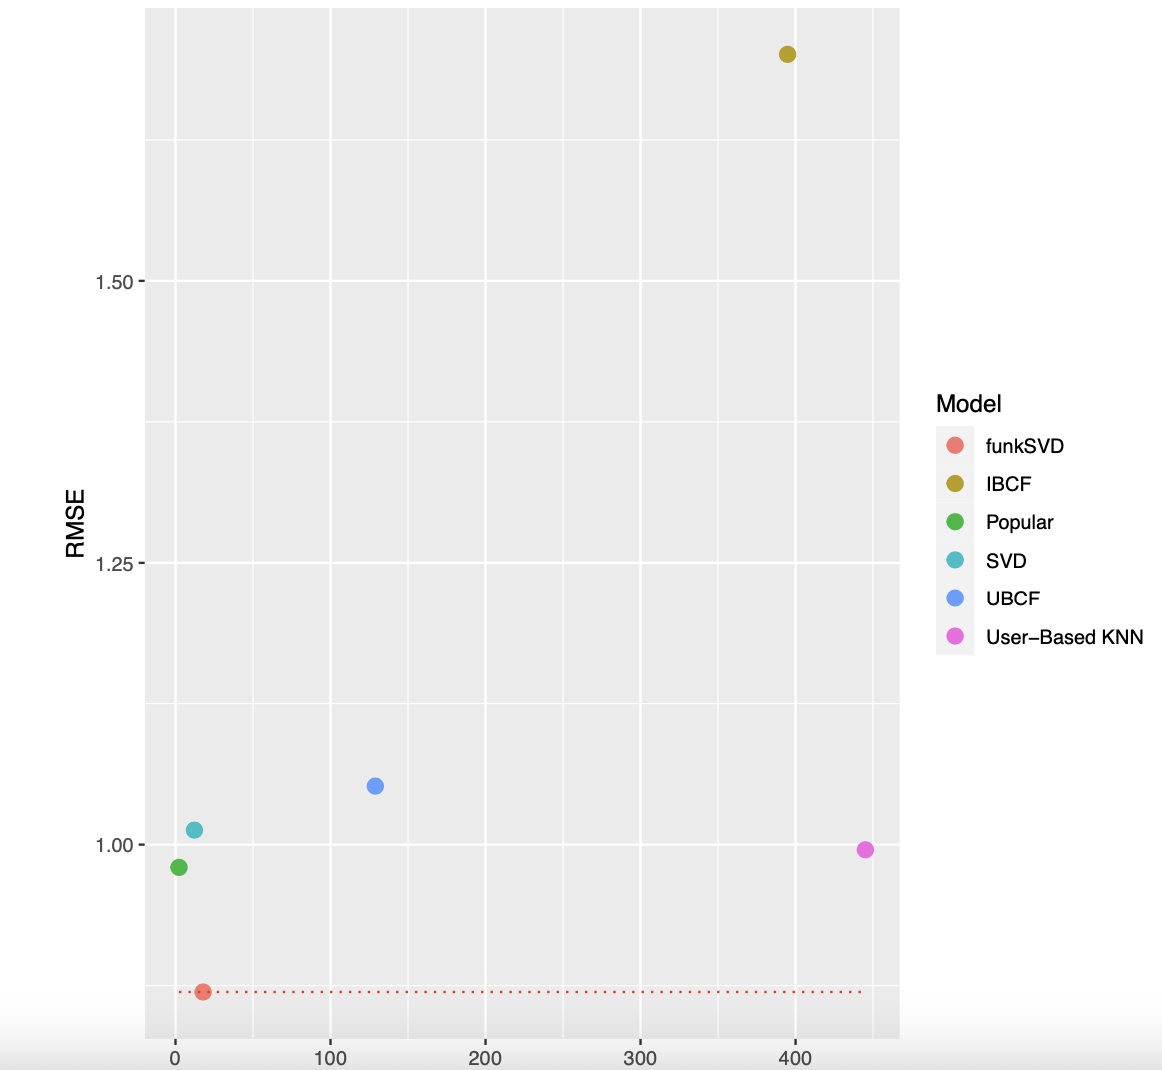 RMSE
1.50
1.25
1.00
0
100
200
300
400
Model
funkSVD
IBCF
Popular
SVD
UBCF
User−Based KNN